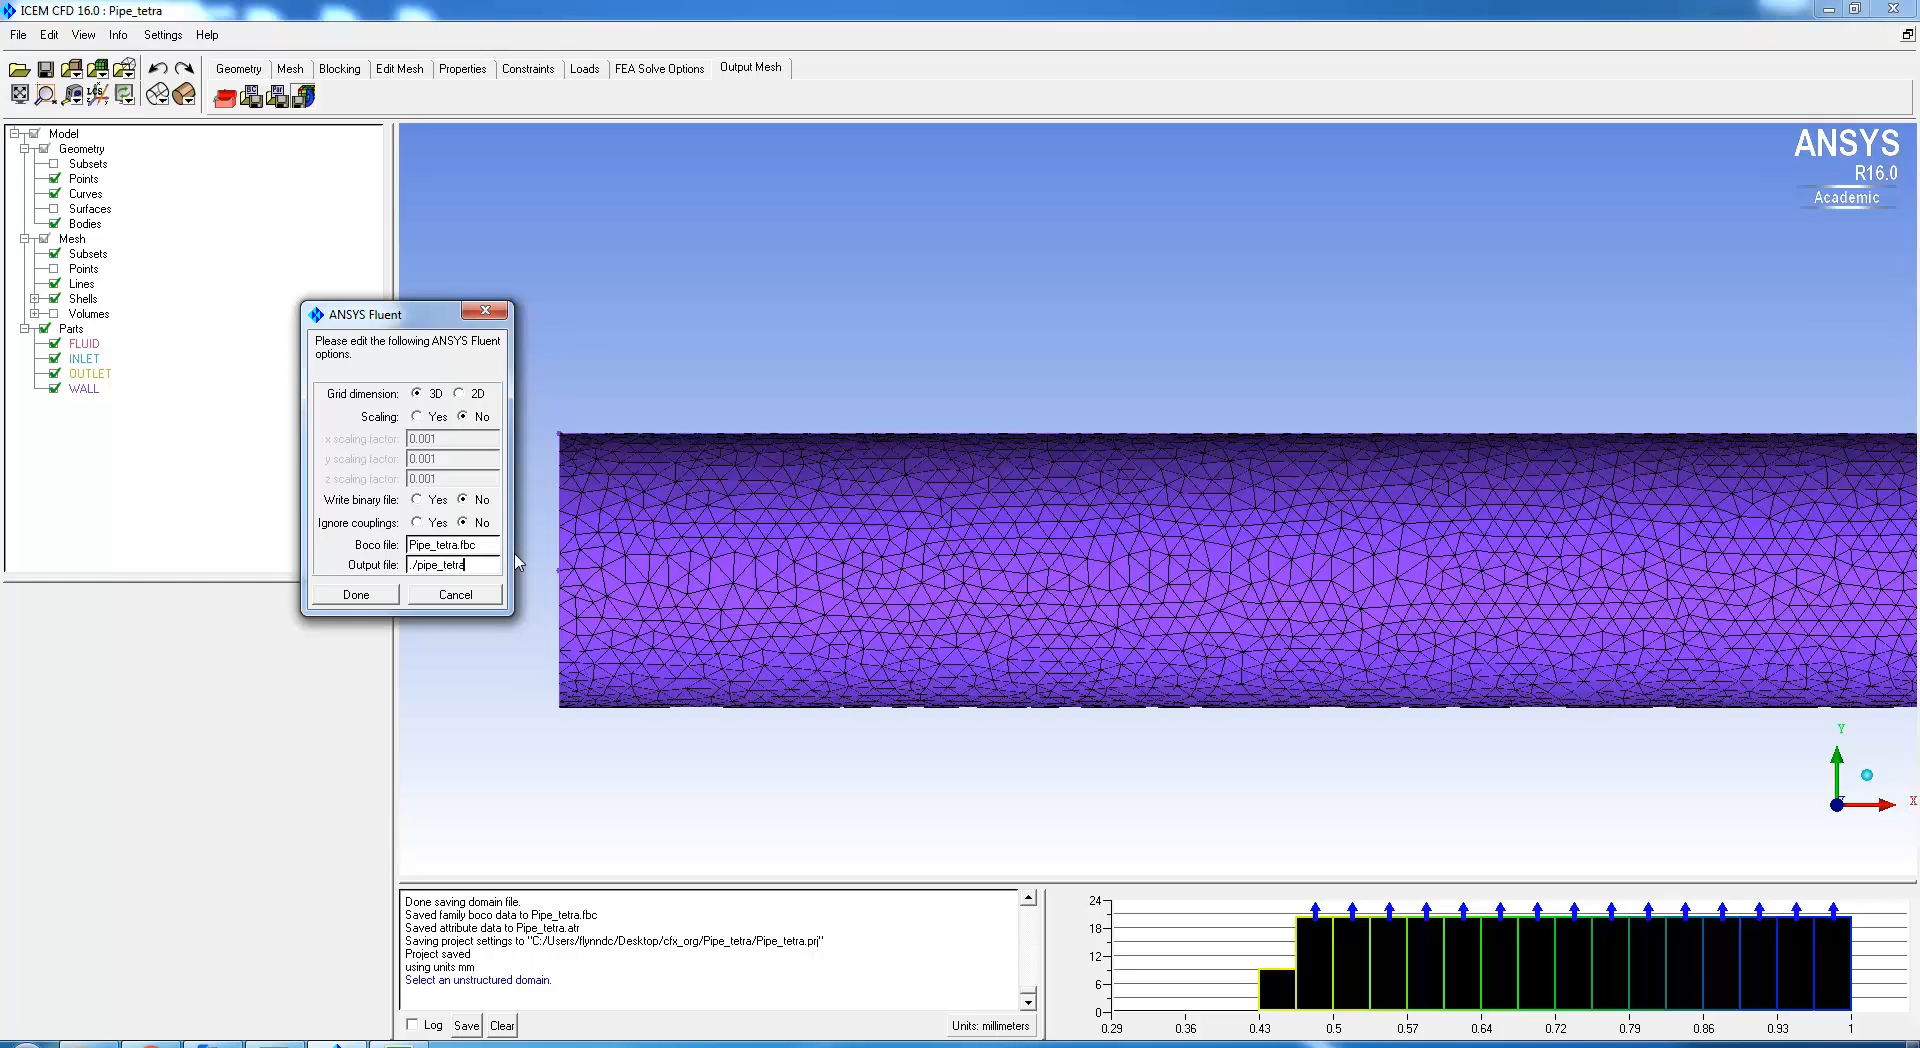 ICEM CFD 16.0 : Pipe_tetra
File Edit View Info Settings Help
Geometry Mesh Blocking Edit Mesh Properties Constraints Loads FEA Solve Options Output Mesh
LCS
BC Par
Model
Geometry
Subsets
Points
Curves
Surfaces
Bodies
Mesh
Subsets
Points
Lines
Shells
Volumes
Parts
FLUID
INLET
OUTLET
WALL
ANSYS
R16.0
Academic
ANSYS Fluent
Please edit the following ANSYS Fluent
options.
Grid dimension: 3D 2D
Scaling: Yes No
x scaling factor: 0.001
y scaling factor: 0.001
z scaling factor: 0.001
Write binary file: Yes No
Ignore couplings: Yes No
Boco file: Pipe_tetra.fbc
Output file: ./pipe_tetra
Done Cancel
Y
X
Done saving domain file.
Saved family boco data to Pipe_tetra.fbc
Saved attribute data to Pipe_tetra.atr
Saving project settings to "C:/Users/flynndc/Desktop/cfx_org/Pipe_tetra/Pipe_tetra.prj"
Project saved
using units mm
Select an unstructured domain.
Log Save Clear
Units: millimeters
24
18
12
6
0
0.29 0.36 0.43 0.5 0.57 0.64 0.72 0.79 0.86 0.93 1